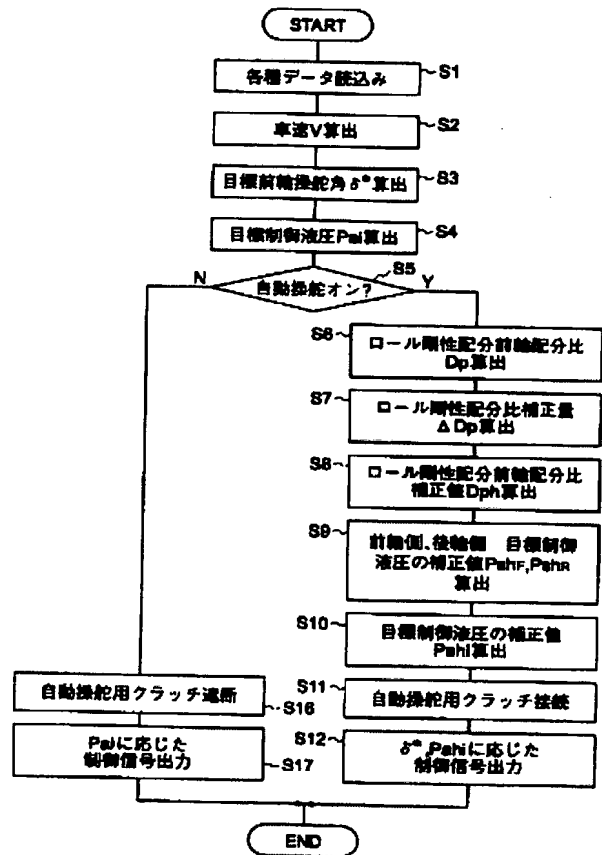 START
各種データ読込み
S1
車速V算出
S2
目標前輪操舵角δ*算出
S3
目標制御液圧Psi算出
S4
自動操舵オン?
S5
N
Y
S6
ロール剛性配分前輪配分比
Dp算出
S7
ロール剛性配分比補正量
ΔDp算出
S8
ロール剛性配分前輪配分比
補正値Dph算出
S9
前輪側、後輪側 目標制御
液圧の補正値PshF,PshR
算出
S10
目標制御液圧の補正値
Pshi算出
S11
自動操舵用クラッチ接続
S12
δ*,Pshiに応じた
制御信号出力
自動操舵用クラッチ遮断
S16
Psiに応じた
制御信号出力
S17
END